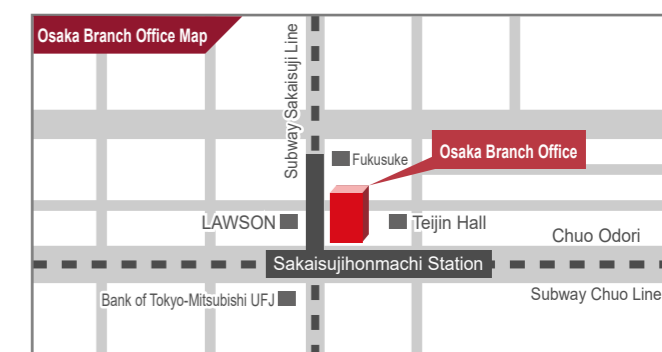 Osaka Branch Office Map
Subway Sakaisuji Line
Fukusuke
Osaka Branch Office
LAWSON
Teijin Hall
Chuo Odori
Sakaisujihonmachi Station
Bank of Tokyo-Mitsubishi UFJ
Subway Chuo Line